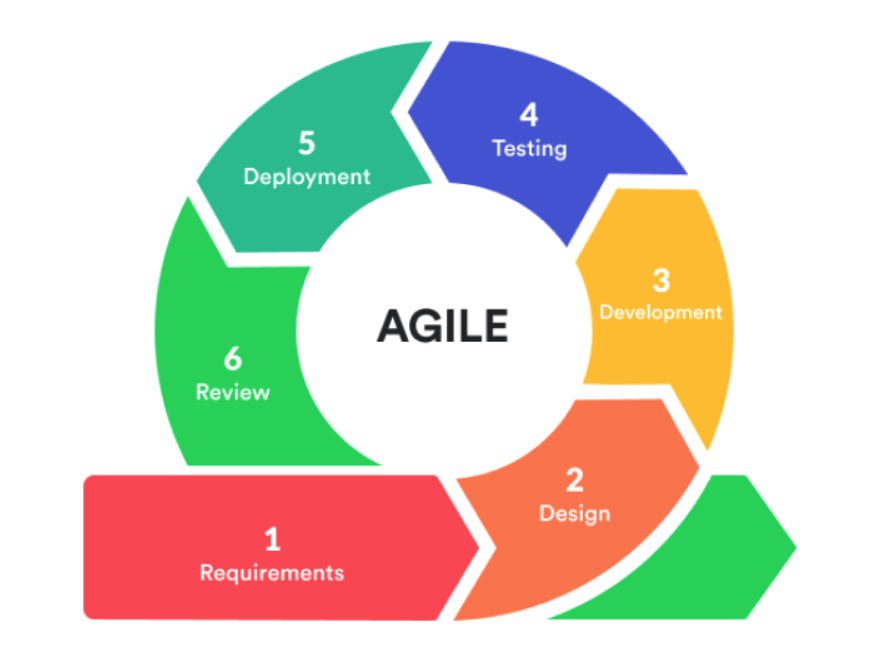 AGILE
1
Requirements
2
Design
3
Development
4
Testing
5
Deployment
6
Review